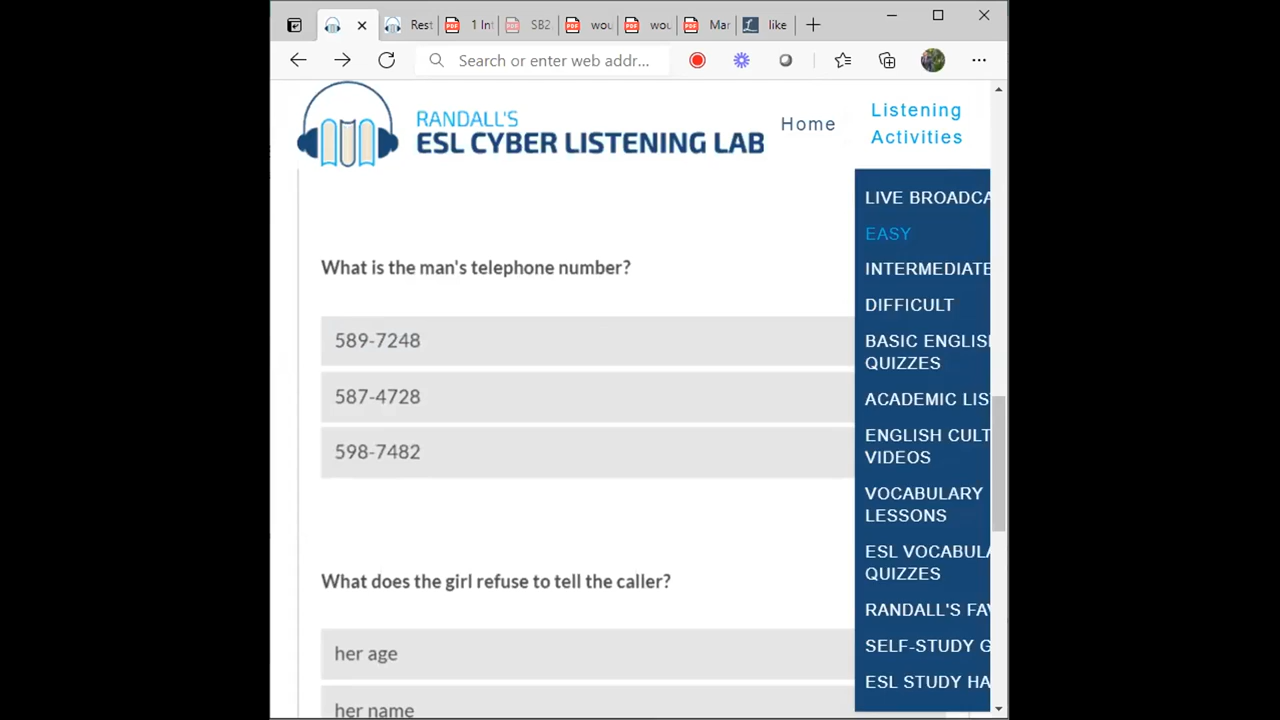 Rest
1 Int
SB2
wou
wou
Mar
like
Search or enter web addr...
RANDALL'S
ESL CYBER LISTENING LAB
Home
Listening
Activities
What is the man's telephone number?
589-7248
587-4728
598-7482
What does the girl refuse to tell the caller?
her age
her name
LIVE BROADCA
EASY
INTERMEDIATE
DIFFICULT
BASIC ENGLISH
QUIZZES
ACADEMIC LIS
ENGLISH CULT
VIDEOS
VOCABULARY
LESSONS
ESL VOCABULA
QUIZZES
RANDALL'S FAV
SELF-STUDY G
ESL STUDY HA